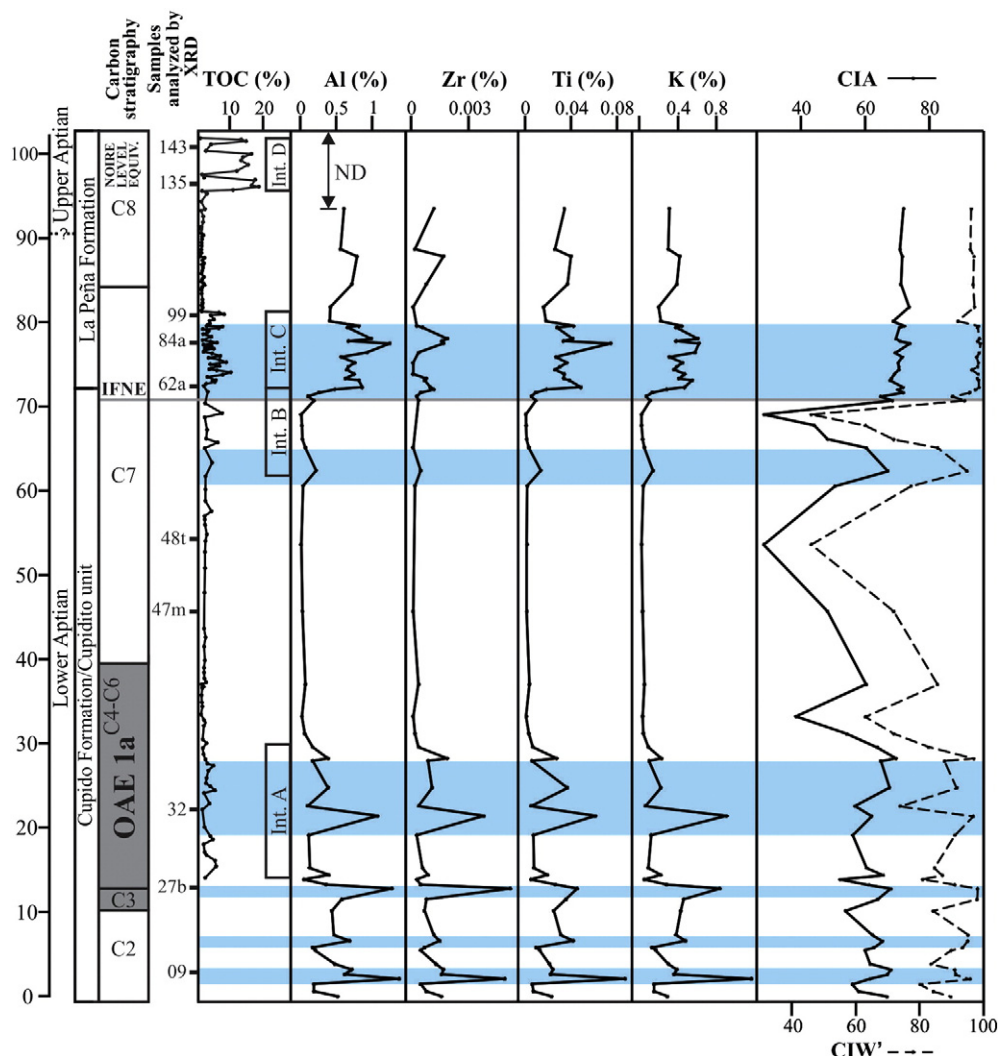 Carbon
stratigraphy
Samples
analyzed by
XRD
TOC (%)
Al (%)
Zr (%)
Ti (%)
K (%)
CIA
10 20
0 0.5 1
0 0.003
0 0.04 0.08
0 0.4 0.8
40 60 80
100
90
80
70
60
50
40
30
20
10
0
? Upper Aptian
Lower Aptian
La Peña Formation
Cupido Formation/Cupidito unit
NOIRE
LEVEL
EQUIV.
C8
IFNE
C7
C4-C6
OAE 1a
C3
C2
143
135
99
84a
62a
48t
47m
32
27b
09
Int. D
Int. C
Int. B
Int. A
ND
40 60 80 100
CIW'